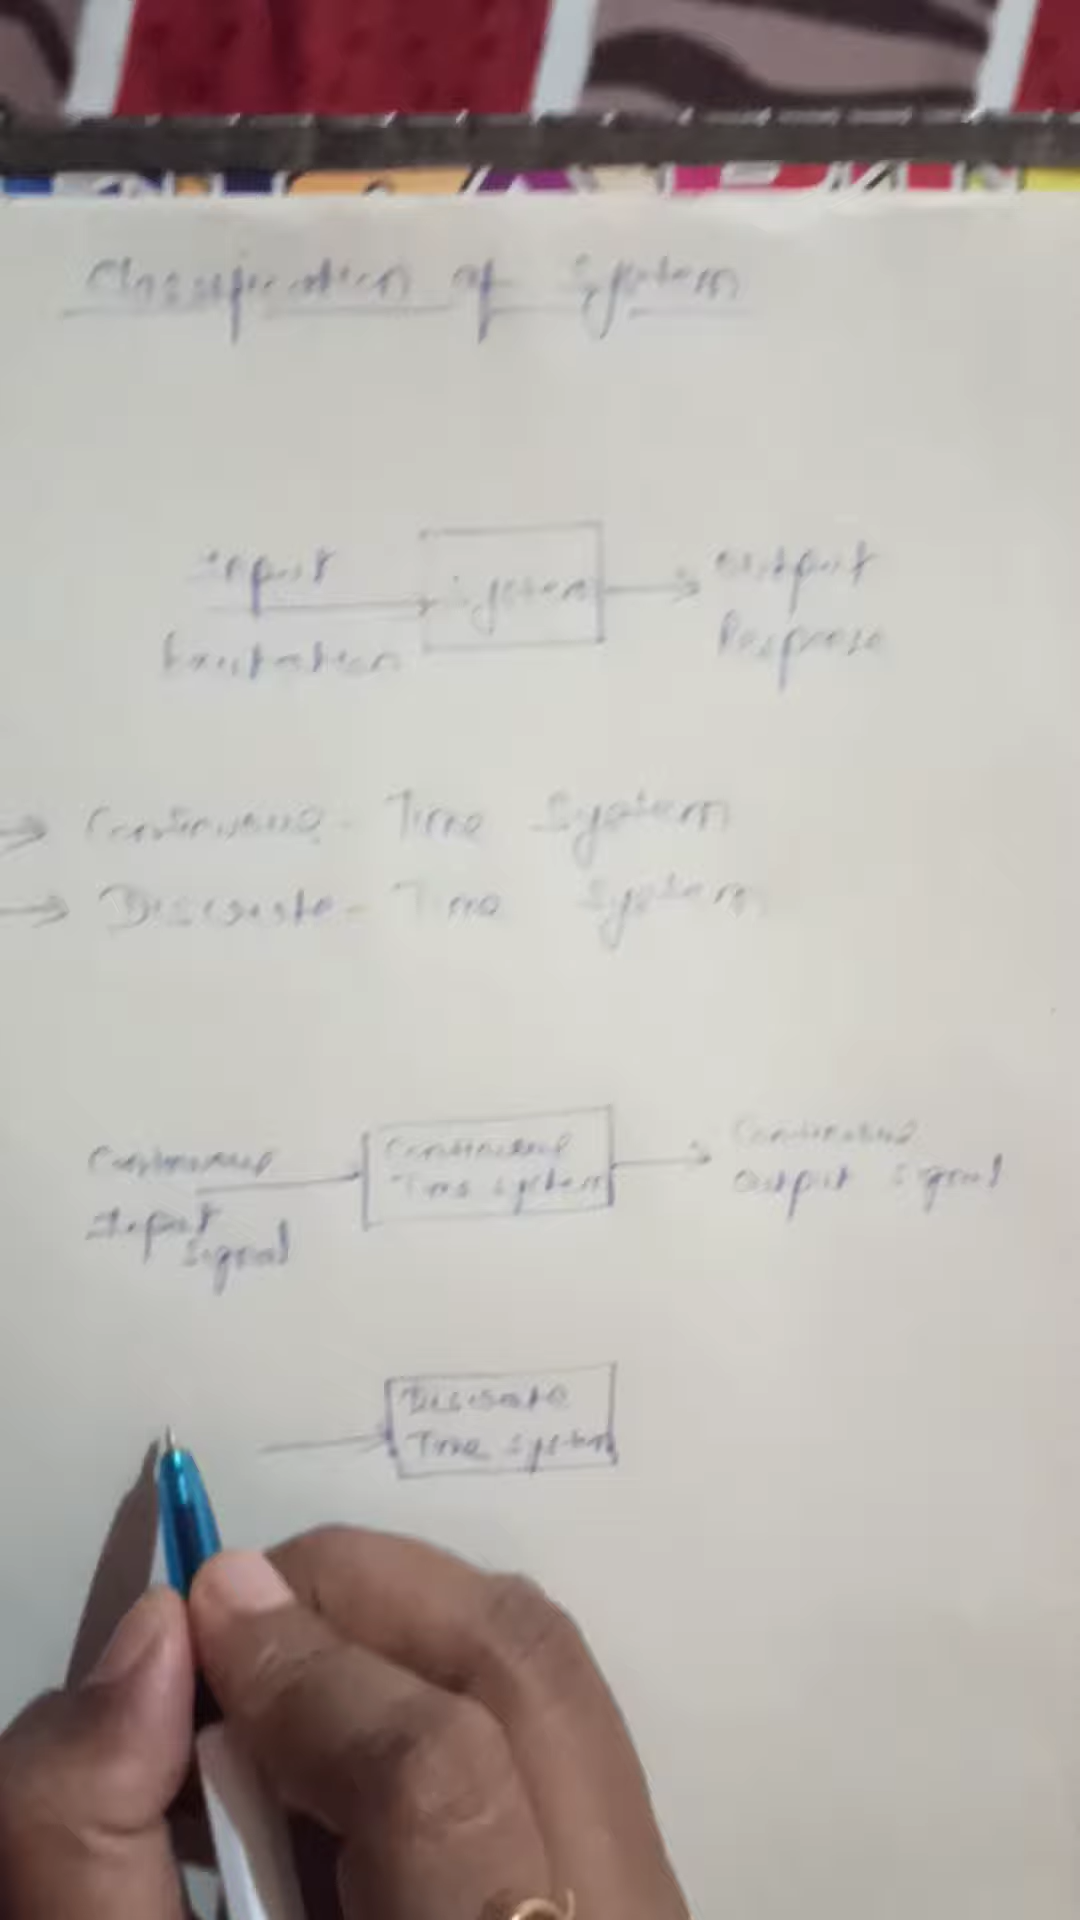 Classification of System
Input
Excitation
System
Output
Response
→ Continuous - Time System
→ Discrete - Time System
Continuous
Input
Signal
Continuous
Time System
Continuous
Output Signal
Discrete
Time System